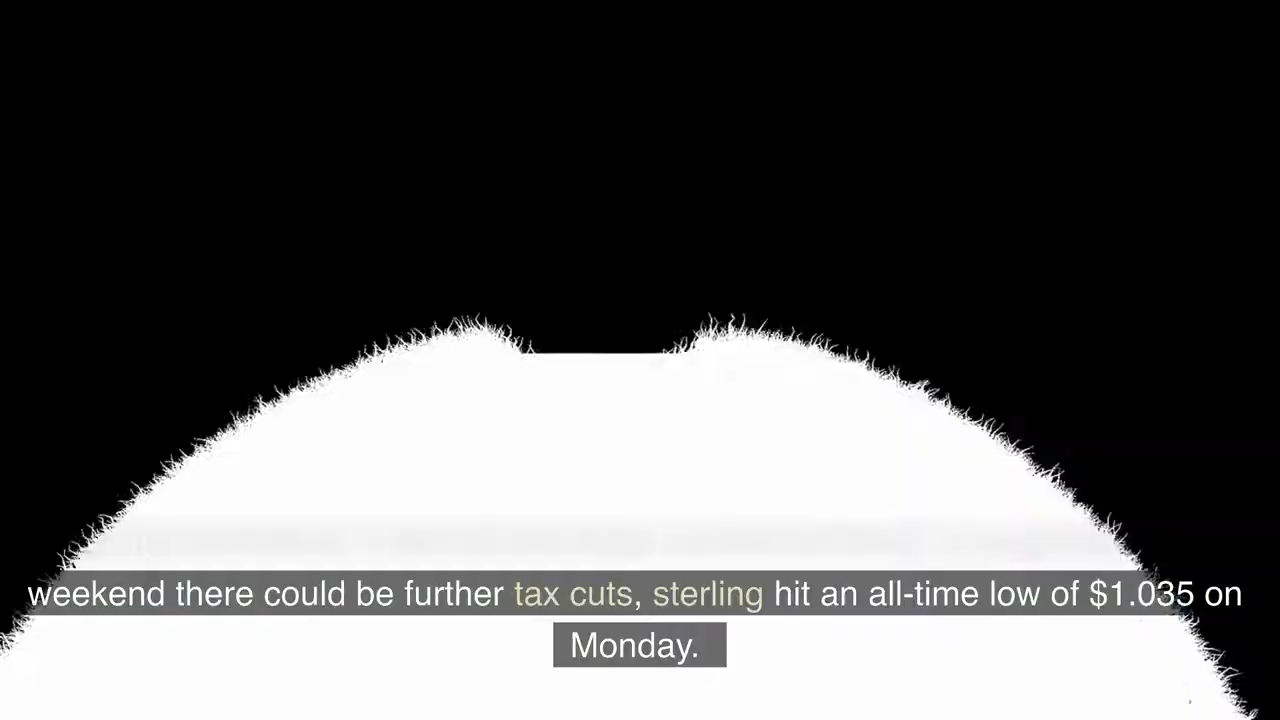 weekend there could be further tax cuts, sterling hit an all-time low of $1.035 on
Monday.